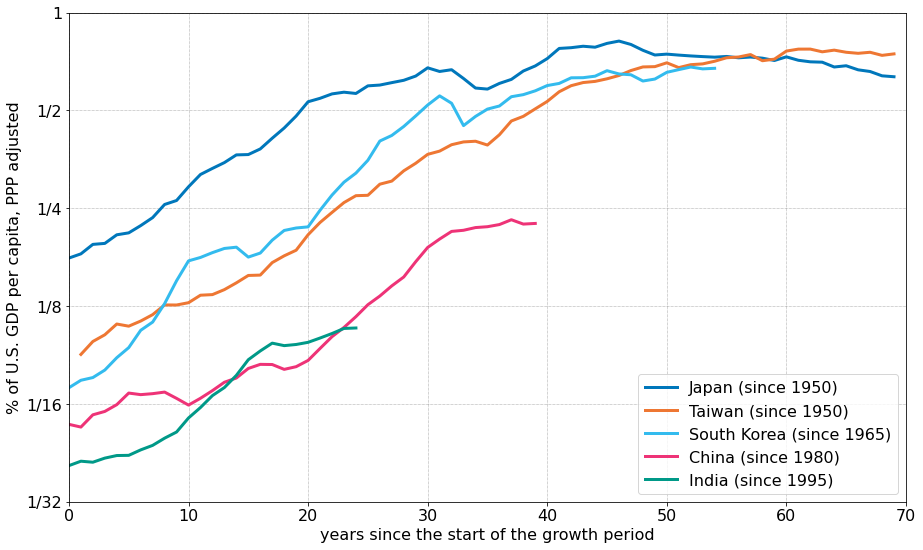 % of U.S. GDP per capita, PPP adjusted
1
1/2
1/4
1/8
1/16
1/32
0 10 20 30 40 50 60 70
years since the start of the growth period
Japan (since 1950)
Taiwan (since 1950)
South Korea (since 1965)
China (since 1980)
India (since 1995)